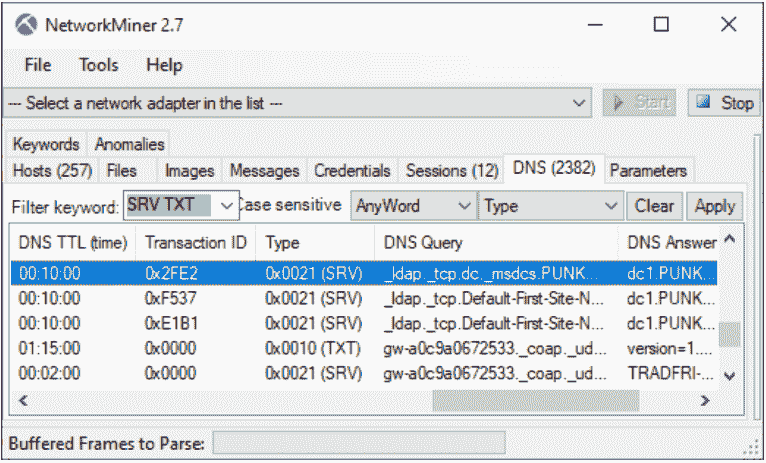 NetworkMiner 2.7
File Tools Help
--- Select a network adapter in the list --- Start Stop
Keywords Anomalies
Hosts (257) Files Images Messages Credentials Sessions (12) DNS (2382) Parameters
Filter keyword: SRV TXT Case sensitive AnyWord Type Clear Apply
DNS TTL (time) Transaction ID Type DNS Query DNS Answer
00:10:00 0x2FE2 0x0021 (SRV) _ldap._tcp.dc._msdcs.PUNK... dc1.PUNK...
00:10:00 0xF537 0x0021 (SRV) _ldap._tcp.Default-First-Site-N... dc1.PUNK...
00:10:00 0xE1B1 0x0021 (SRV) _ldap._tcp.Default-First-Site-N... dc1.PUNK...
01:15:00 0x0000 0x0010 (TXT) gw-a0c9a0672533._coap._ud... version=1....
00:02:00 0x0000 0x0021 (SRV) gw-a0c9a0672533._coap._ud... TRADFRI-...
Buffered Frames to Parse: